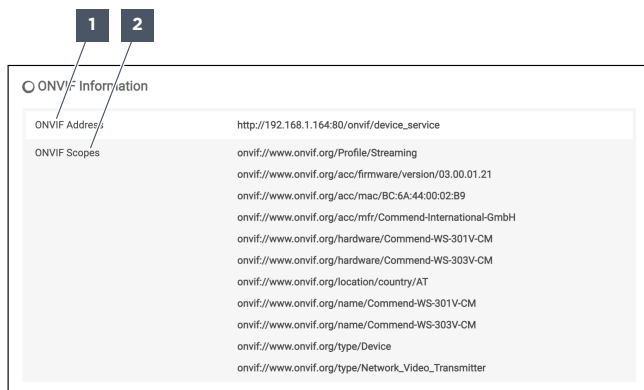 1 2
ONVIF Information
ONVIF Address http://192.168.1.164:80/onvif/device_service
ONVIF Scopes onvif://www.onvif.org/Profile/Streaming
onvif://www.onvif.org/acc/firmware/version/03.00.01.21
onvif://www.onvif.org/acc/mac/BC:6A:44:00:02:B9
onvif://www.onvif.org/acc/mfr/Commend-International-GmbH
onvif://www.onvif.org/hardware/Commend-WS-301V-CM
onvif://www.onvif.org/hardware/Commend-WS-303V-CM
onvif://www.onvif.org/location/country/AT
onvif://www.onvif.org/name/Commend-WS-301V-CM
onvif://www.onvif.org/name/Commend-WS-303V-CM
onvif://www.onvif.org/type/Device
onvif://www.onvif.org/type/Network_Video_Transmitter